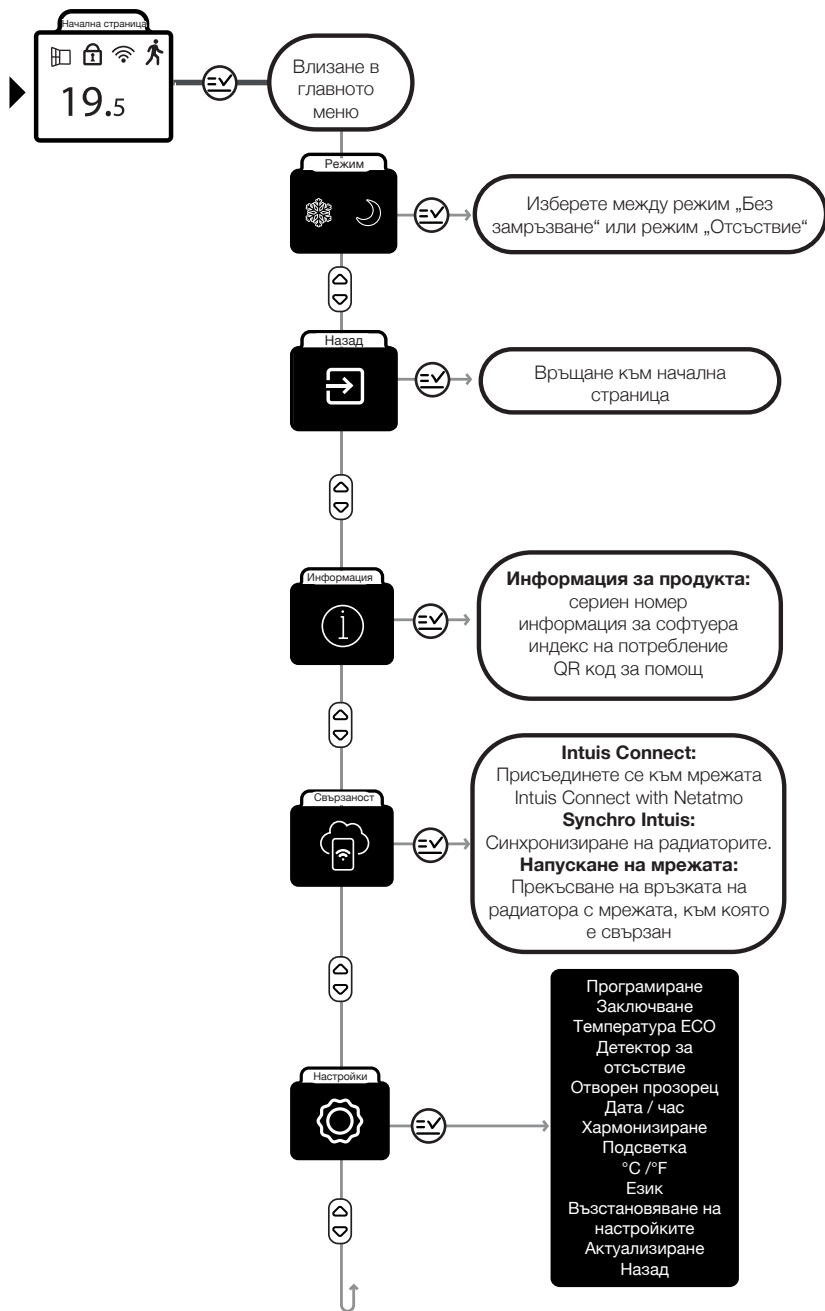 Начална страница
19.5
Влизане в
главното
меню
Режим
Изберете между режим „Без
замръзване“ или режим „Отсъствие“
Назад
Връщане към начална
страница
Информация
Информация за продукта:
сериен номер
информация за софтуера
индекс на потребление
QR код за помощ
Свързаност
Intuis Connect:
Присъединете се към мрежата
Intuis Connect with Netatmo
Synchro Intuis:
Синхронизиране на радиаторите.
Напускане на мрежата:
Прекъсване на връзката на
радиатора с мрежата, към която
е свързан
Настройки
Програмиране
Заключване
Температура ECO
Детектор за
отсъствие
Отворен прозорец
Дата / час
Хармонизиране
Подсветка
°C /°F
Език
Възстановяване на
настройките
Актуализиране
Назад